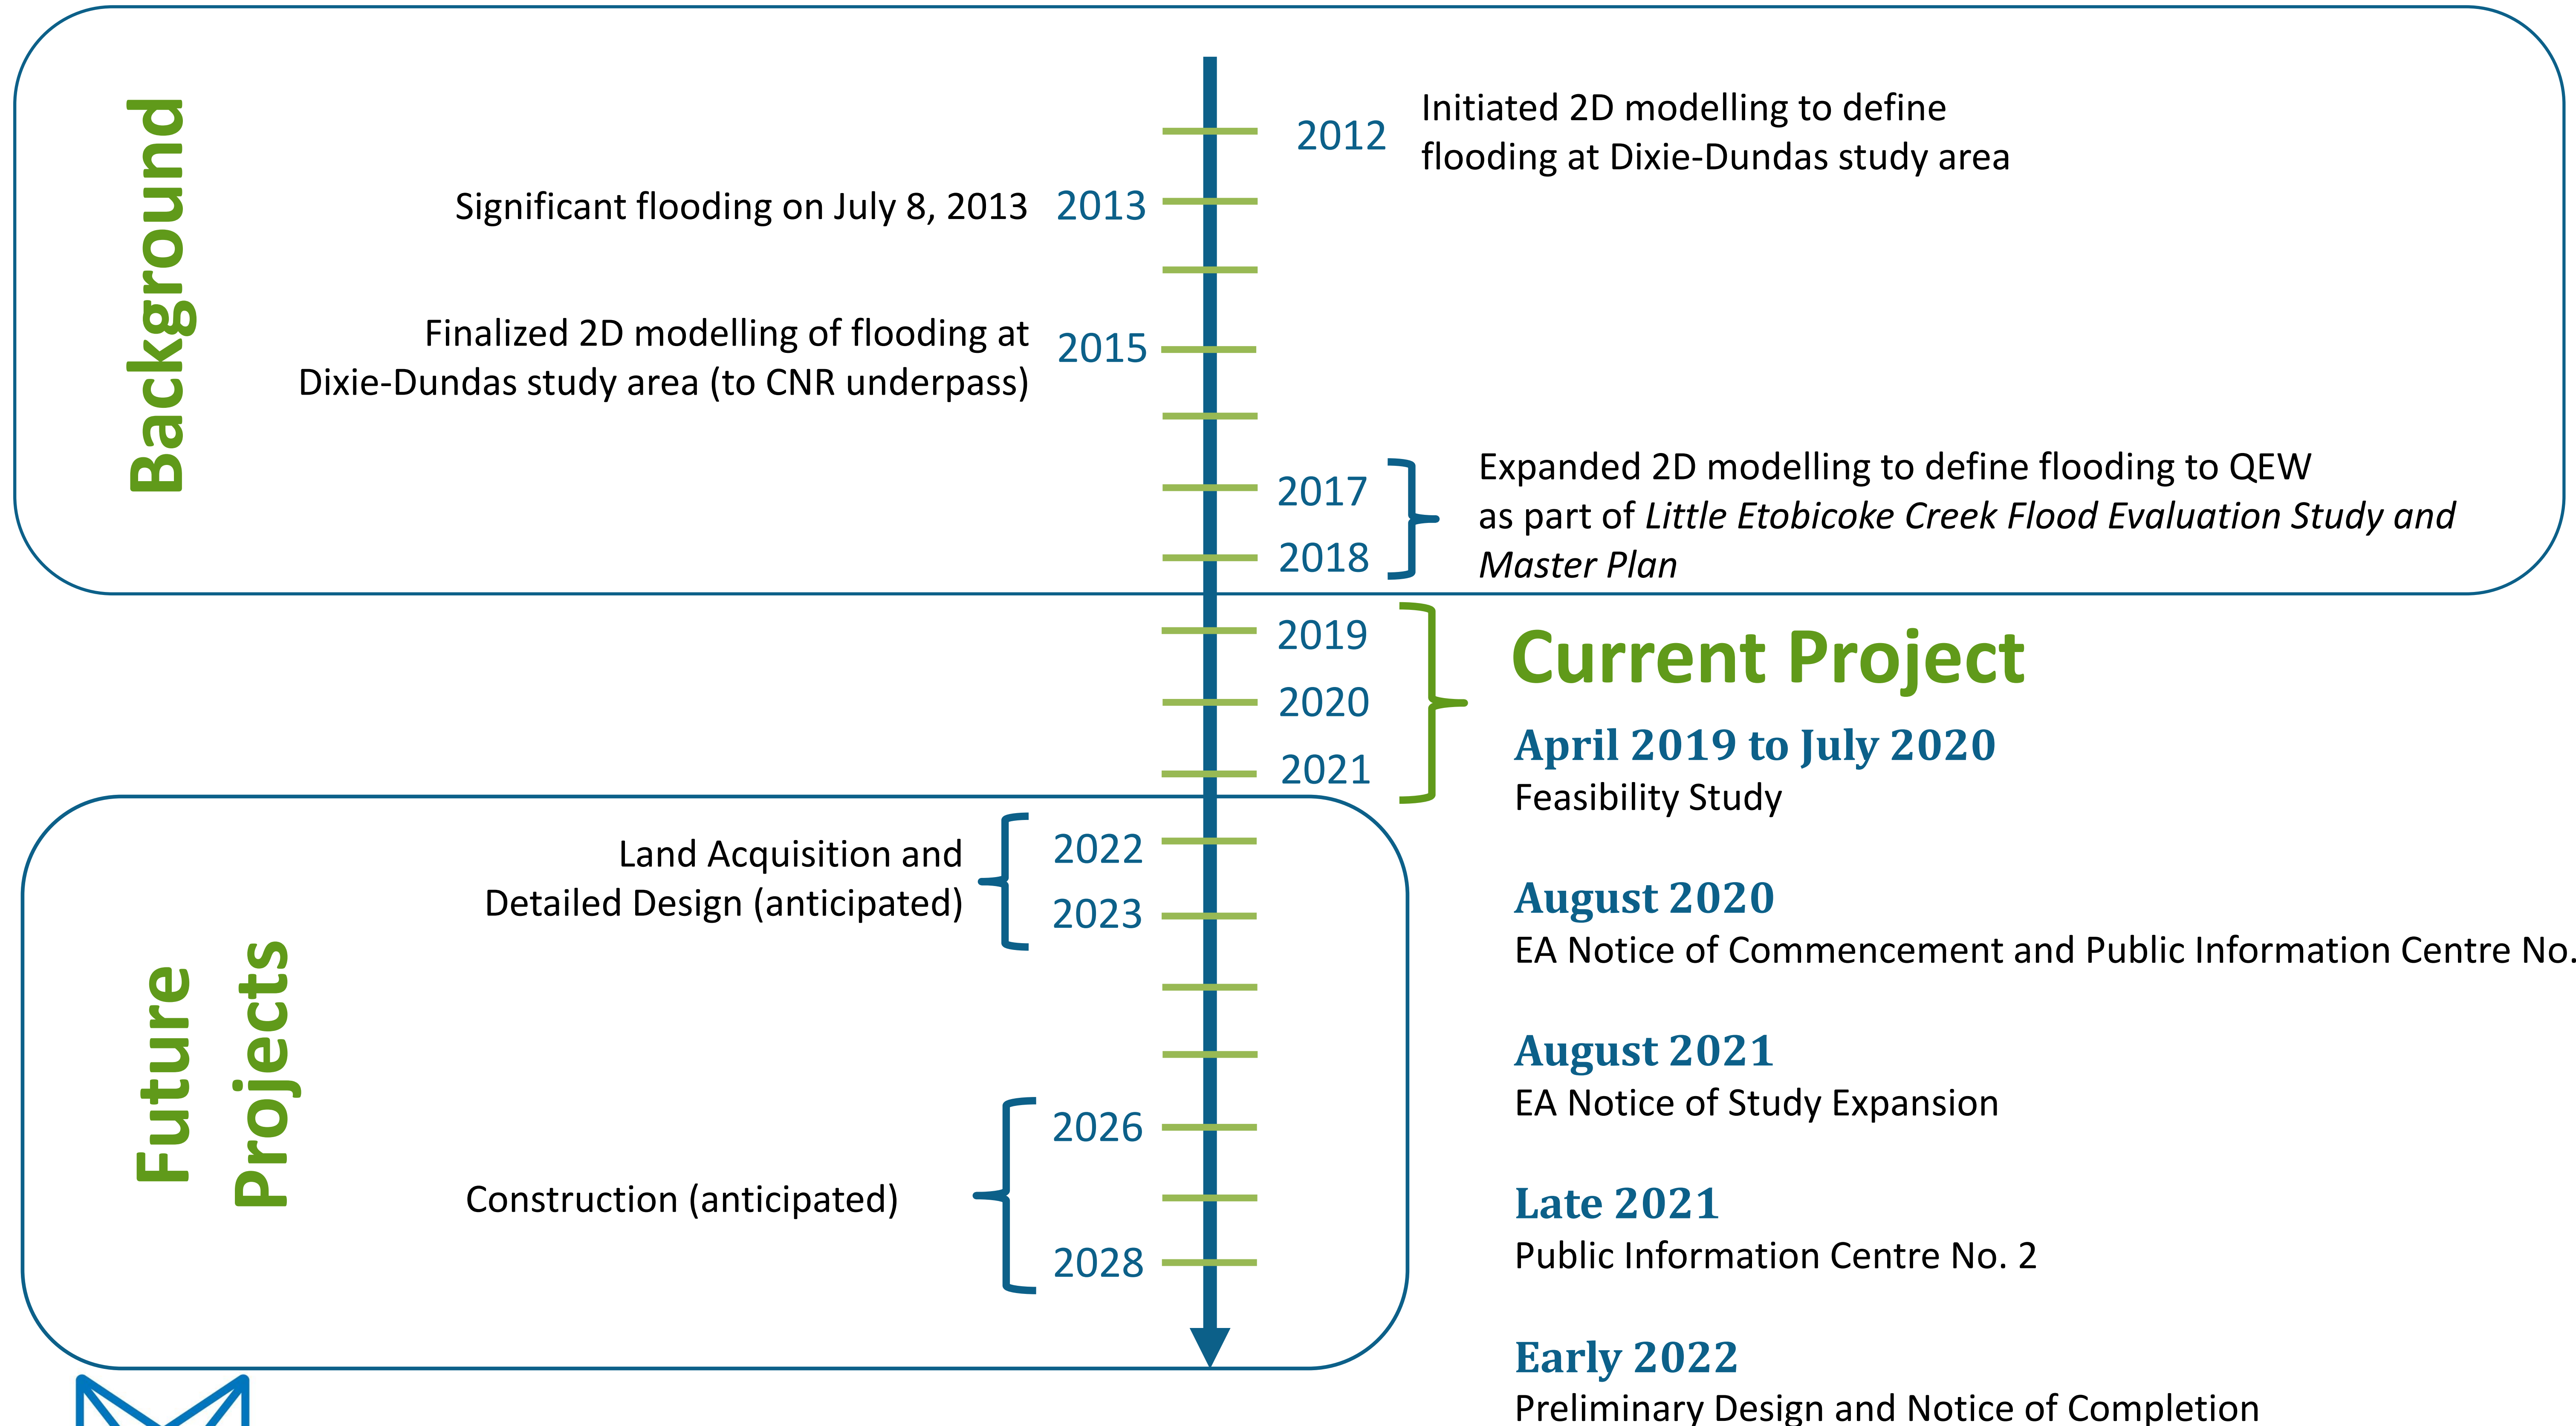 Background
2012
Initiated 2D modelling to define
flooding at Dixie-Dundas study area
Significant flooding on July 8, 2013
2013
Finalized 2D modelling of flooding at
Dixie-Dundas study area (to CNR underpass)
2015
2017
2018
Expanded 2D modelling to define flooding to QEW
as part of Little Etobicoke Creek Flood Evaluation Study and
Master Plan
2019
2020
2021
Current Project
April 2019 to July 2020
Feasibility Study
August 2020
EA Notice of Commencement and Public Information Centre No.
August 2021
EA Notice of Study Expansion
Late 2021
Public Information Centre No. 2
Early 2022
Preliminary Design and Notice of Completion
Future
Projects
Land Acquisition and
Detailed Design (anticipated)
2022
2023
Construction (anticipated)
2026
2028